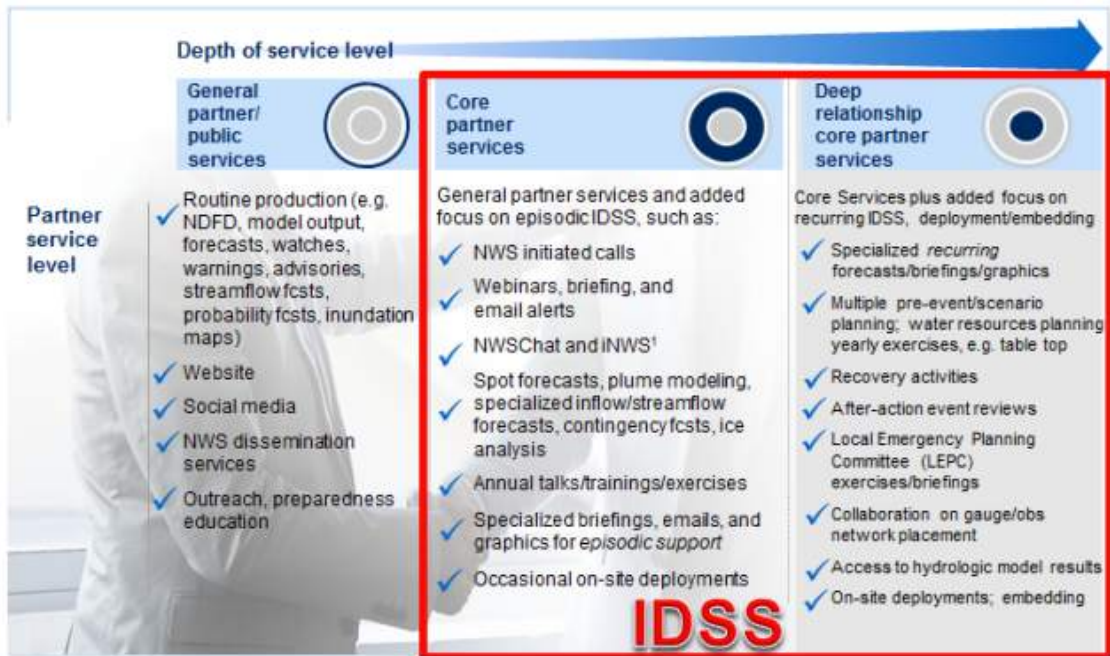 Depth of service level
General
partner/
public
services
Core
partner
services
Deep
relationship
core partner
services
Partner
service
level
Routine production (e.g.
NDFD, model output,
forecasts, watches,
warnings, advisories,
streamflow fcsts,
probability fcsts, inundation
maps)
Website
Social media
NWS dissemination
services
Outreach, preparedness
education
General partner services and added
focus on episodic IDSS, such as:
NWS initiated calls
Webinars, briefing, and
email alerts
NWSChat and iNWS¹
Spot forecasts, plume modeling,
specialized inflow/streamflow
forecasts, contingency fcsts, ice
analysis
Annual talks/trainings/exercises
Specialized briefings, emails, and
graphics for episodic support
Occasional on-site deployments
Core Services plus added focus on
recurring IDSS, deployment/embedding
Specialized recurring
forecasts/briefings/graphics
Multiple pre-event/scenario
planning; water resources planning
yearly exercises, e.g. table top
Recovery activities
After-action event reviews
Local Emergency Planning
Committee (LEPC)
exercises/briefings
Collaboration on gauge/obs
network placement
Access to hydrologic model results
On-site deployments; embedding
IDSS